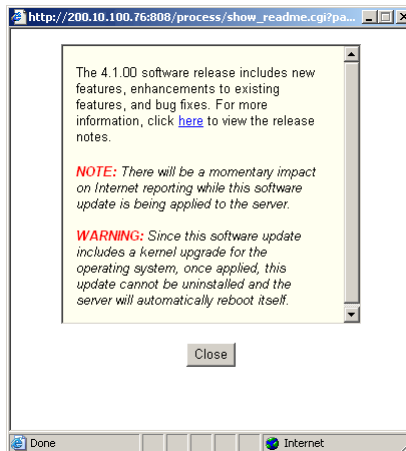 http://200.10.100.76:808/process/show_readme.cgi?pa...
The 4.1.00 software release includes new
features, enhancements to existing
features, and bug fixes. For more
information, click here to view the release
notes.
NOTE: There will be a momentary impact
on Internet reporting while this software
update is being applied to the server.
WARNING: Since this software update
includes a kernel upgrade for the
operating system, once applied, this
update cannot be uninstalled and the
server will automatically reboot itself.
Close
Done
Internet